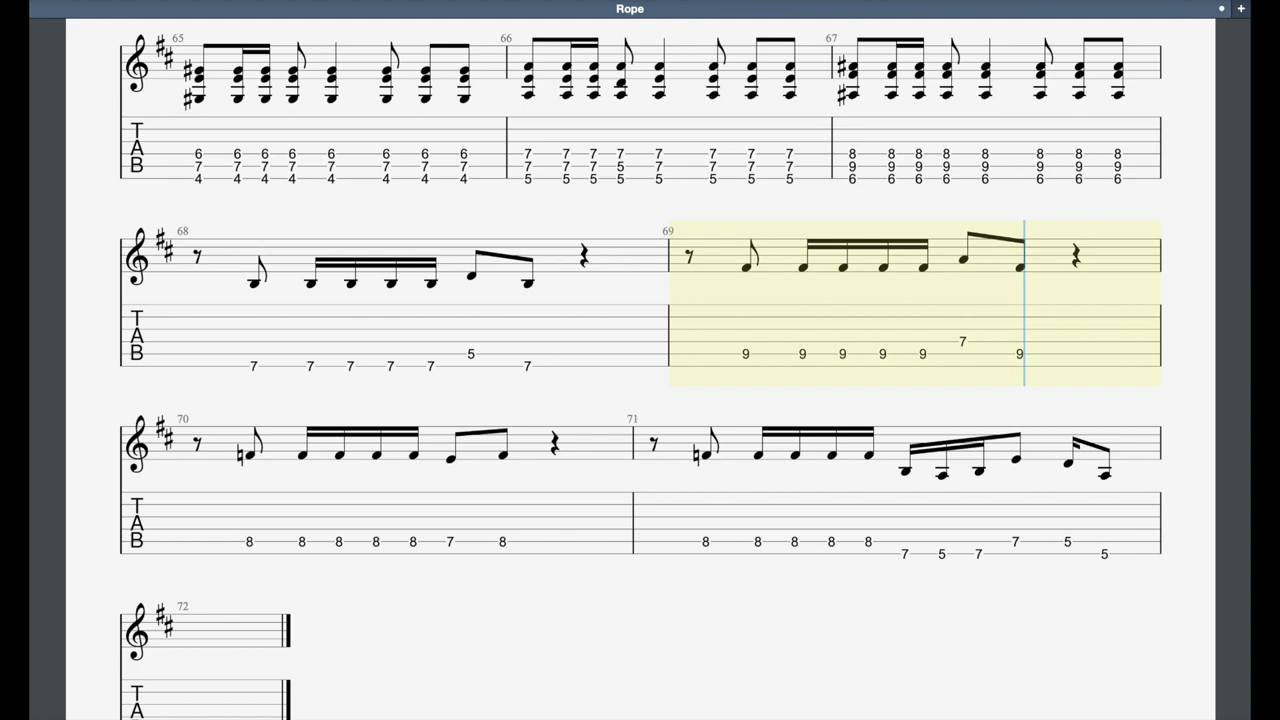 Rope
+
65 66 67
T 6 6 6 6 6 6 6 6 7 7 7 7 7 7 7 7 8 8 8 8 8 8 8 8
A 7 7 7 7 7 7 7 7 7 7 7 5 7 7 7 7 9 9 9 9 9 9 9 9
B 4 4 4 4 4 4 4 4 5 5 5 5 5 5 5 5 6 6 6 6 6 6 6 6
68 69
T
A 7
B 5 9 9 9 9 9 9
7 7 7 7 7 7
70 71
T
A
B 8 8 8 8 8 7 8 8 8 8 8 8 7 5
7 5 7 5
72
T
A